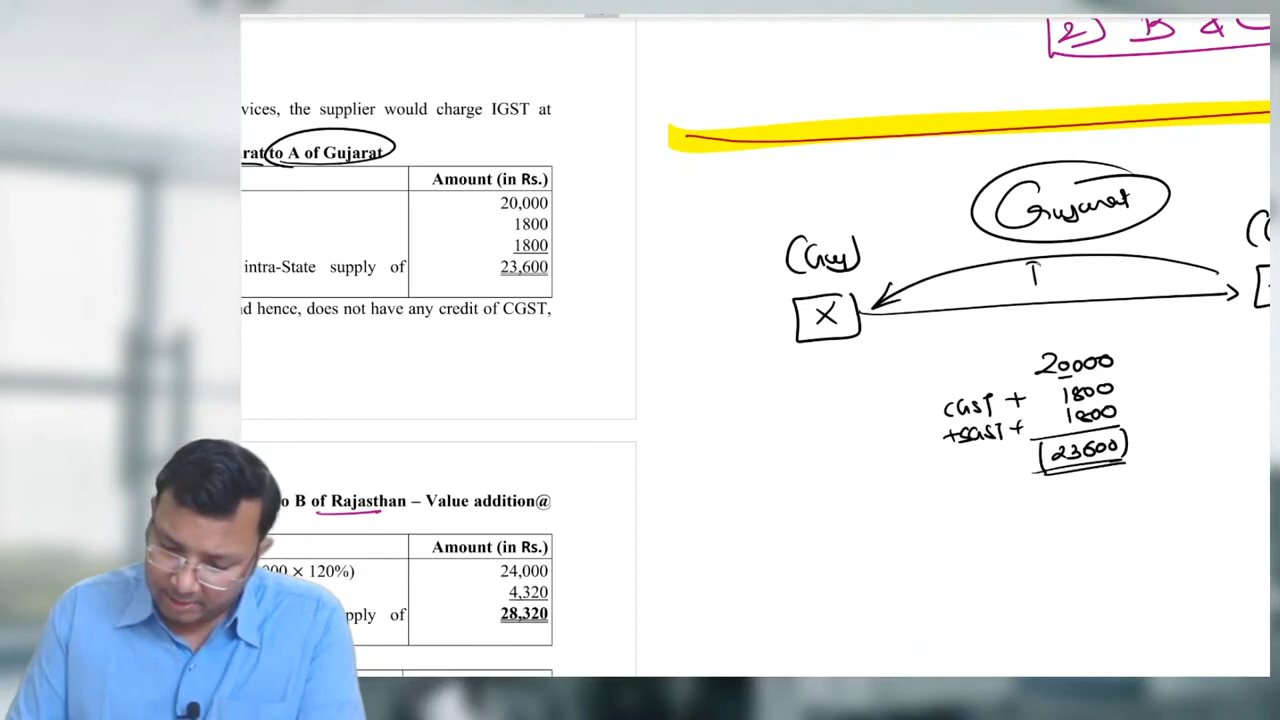 vices, the supplier would charge IGST at
rat to A of Gujarat
Amount (in Rs.)
20,000
1800
1800
intra-State supply of 23,600
d hence, does not have any credit of CGST,
o B of Rajasthan – Value addition@
Amount (in Rs.)
000 × 120%) 24,000
4,320
pply of 28,320
2) B &
Gujarat
(Guj)
X
T
20000
CGST + 1800
+SGST + 1800
23600